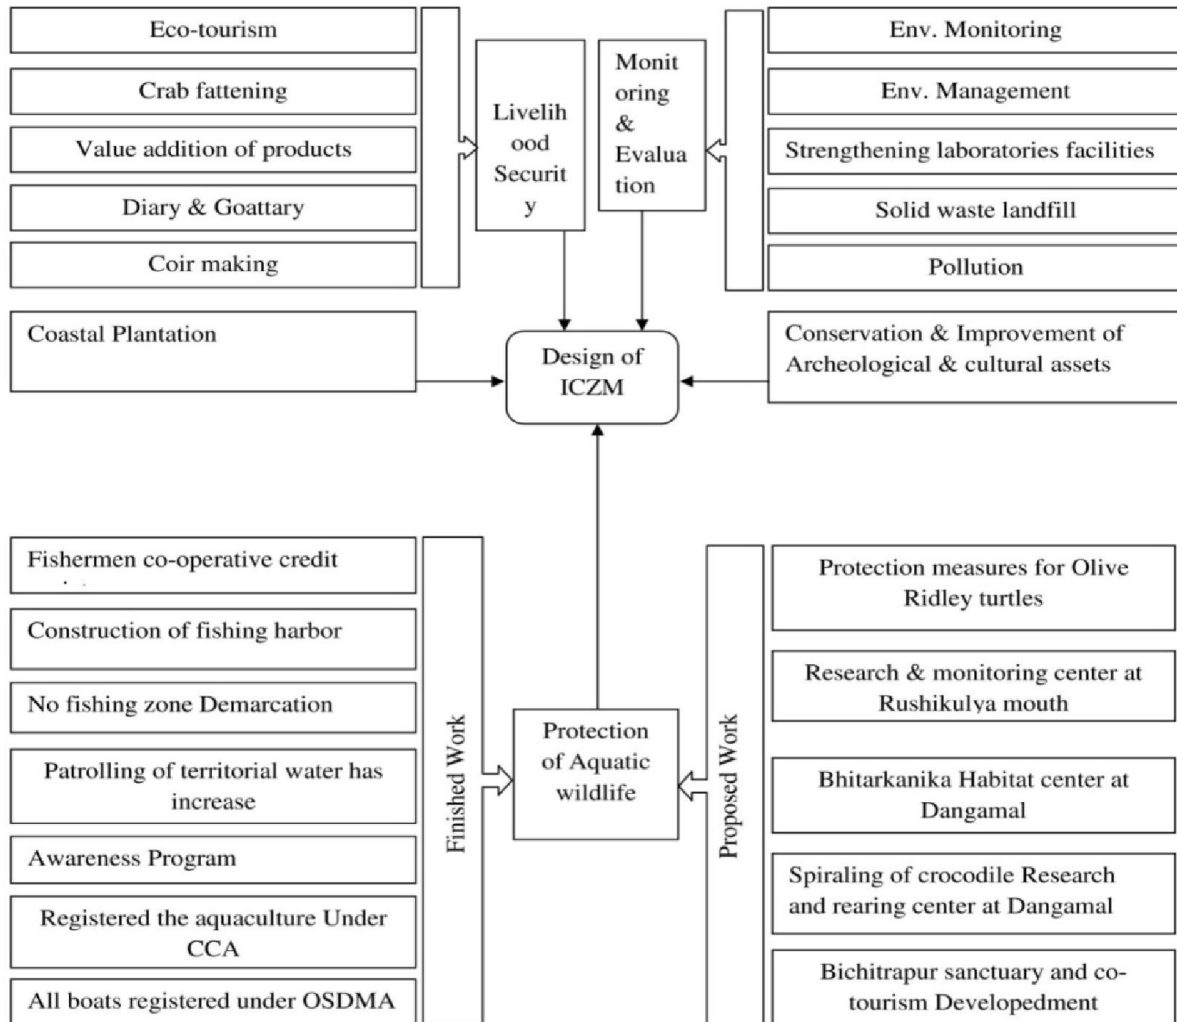 Eco-tourism
Crab fattening
Value addition of products
Diary & Goattary
Coir making
Livelih
ood
Securit
y
Monit
oring
&
Evalua
tion
Env. Monitoring
Env. Management
Strengthening laboratories facilities
Solid waste landfill
Pollution
Coastal Plantation
Design of
ICZM
Conservation & Improvement of
Archeological & cultural assets
Fishermen co-operative credit
Construction of fishing harbor
No fishing zone Demarcation
Patrolling of territorial water has
increase
Awareness Program
Registered the aquaculture Under
CCA
All boats registered under OSDMA
Finished Work
Protection
of Aquatic
wildlife
Proposed Work
Protection measures for Olive
Ridley turtles
Research & monitoring center at
Rushikulya mouth
Bhitarkanika Habitat center at
Dangamal
Spiraling of crocodile Research
and rearing center at Dangamal
Bichitrapur sanctuary and co-
tourism Developedment